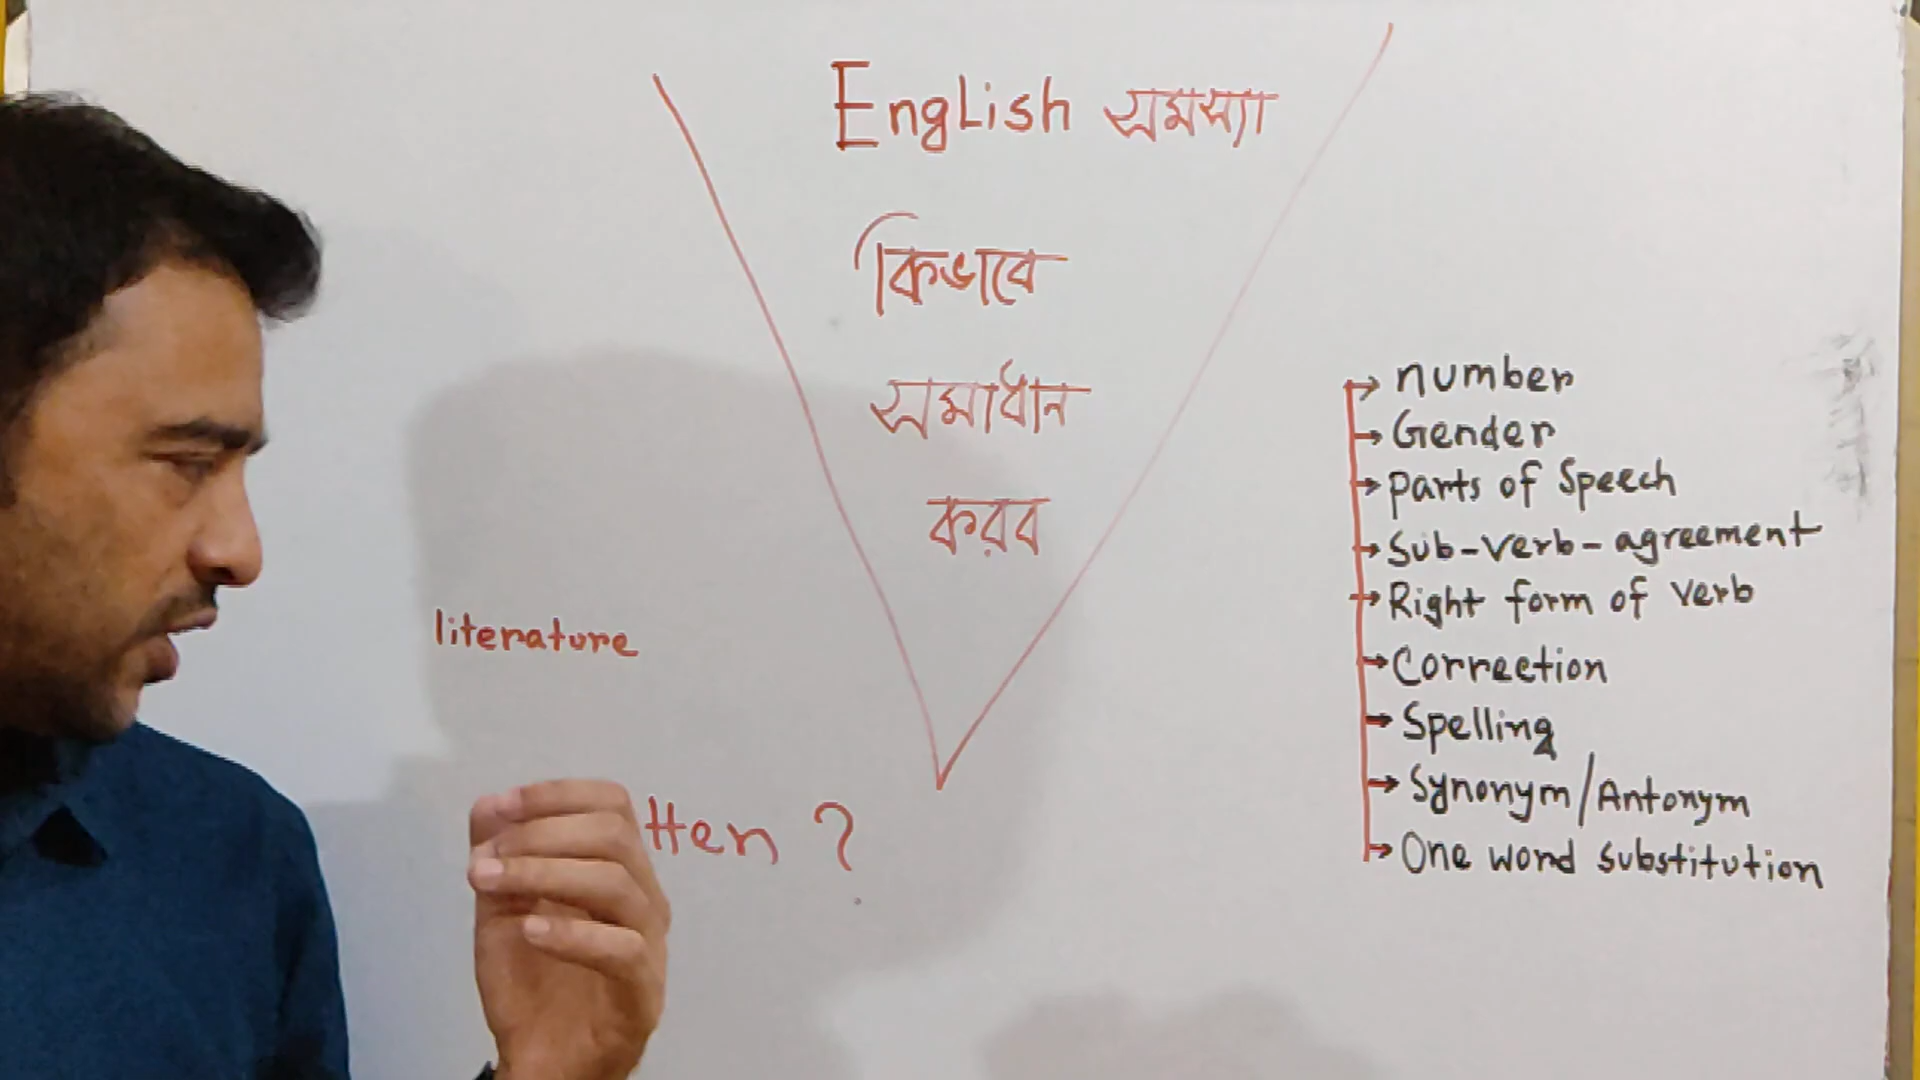 English সমস্যা
কিভাবে
সমাধান
করব
literature
tten ?
number
Gender
parts of Speech
Sub-verb-agreement
Right form of verb
Correction
Spelling
Synonym/Antonym
One word substitution